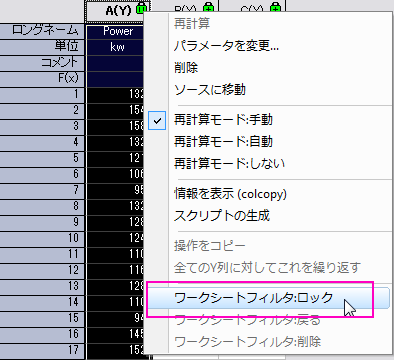 A(Y) B(Y) C(Y)
ロングネーム Power
単位 kw
コメント
F(x)
1 132
2 154
3 158
4 132
5 121
6 106
7 95
8 132
9 128
10 124
11 110
12 116
13 128
14 110
15 94
16 145
17 152
再計算
パラメータを変更...
削除
ソースに移動
再計算モード:手動
再計算モード:自動
再計算モード:しない
情報を表示 (colcopy)
スクリプトの生成
操作をコピー
全てのY列に対してこれを繰り返す
ワークシートフィルタ:ロック
ワークシートフィルタ:戻る
ワークシートフィルタ:削除